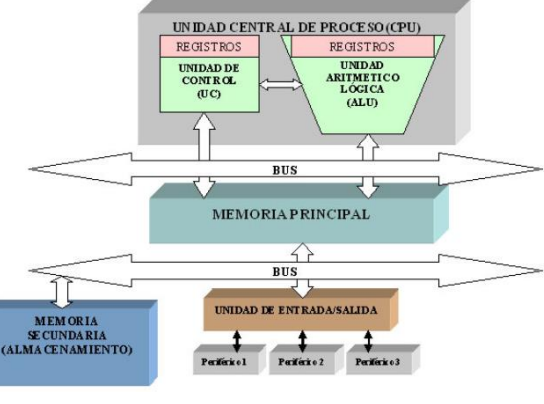 UNIDAD CENTRAL DE PROCESO (CPU)
REGISTROS
UNIDAD DE
CONTROL
(UC)
REGISTROS
UNIDAD
ARITMETICO
LÓGICA
(ALU)
BUS
MEMORIA PRINCIPAL
BUS
MEMORIA
SECUNDARIA
(ALMACENAMIENTO)
UNIDAD DE ENTRADA/SALIDA
Periférico 1
Periférico 2
Periférico 3